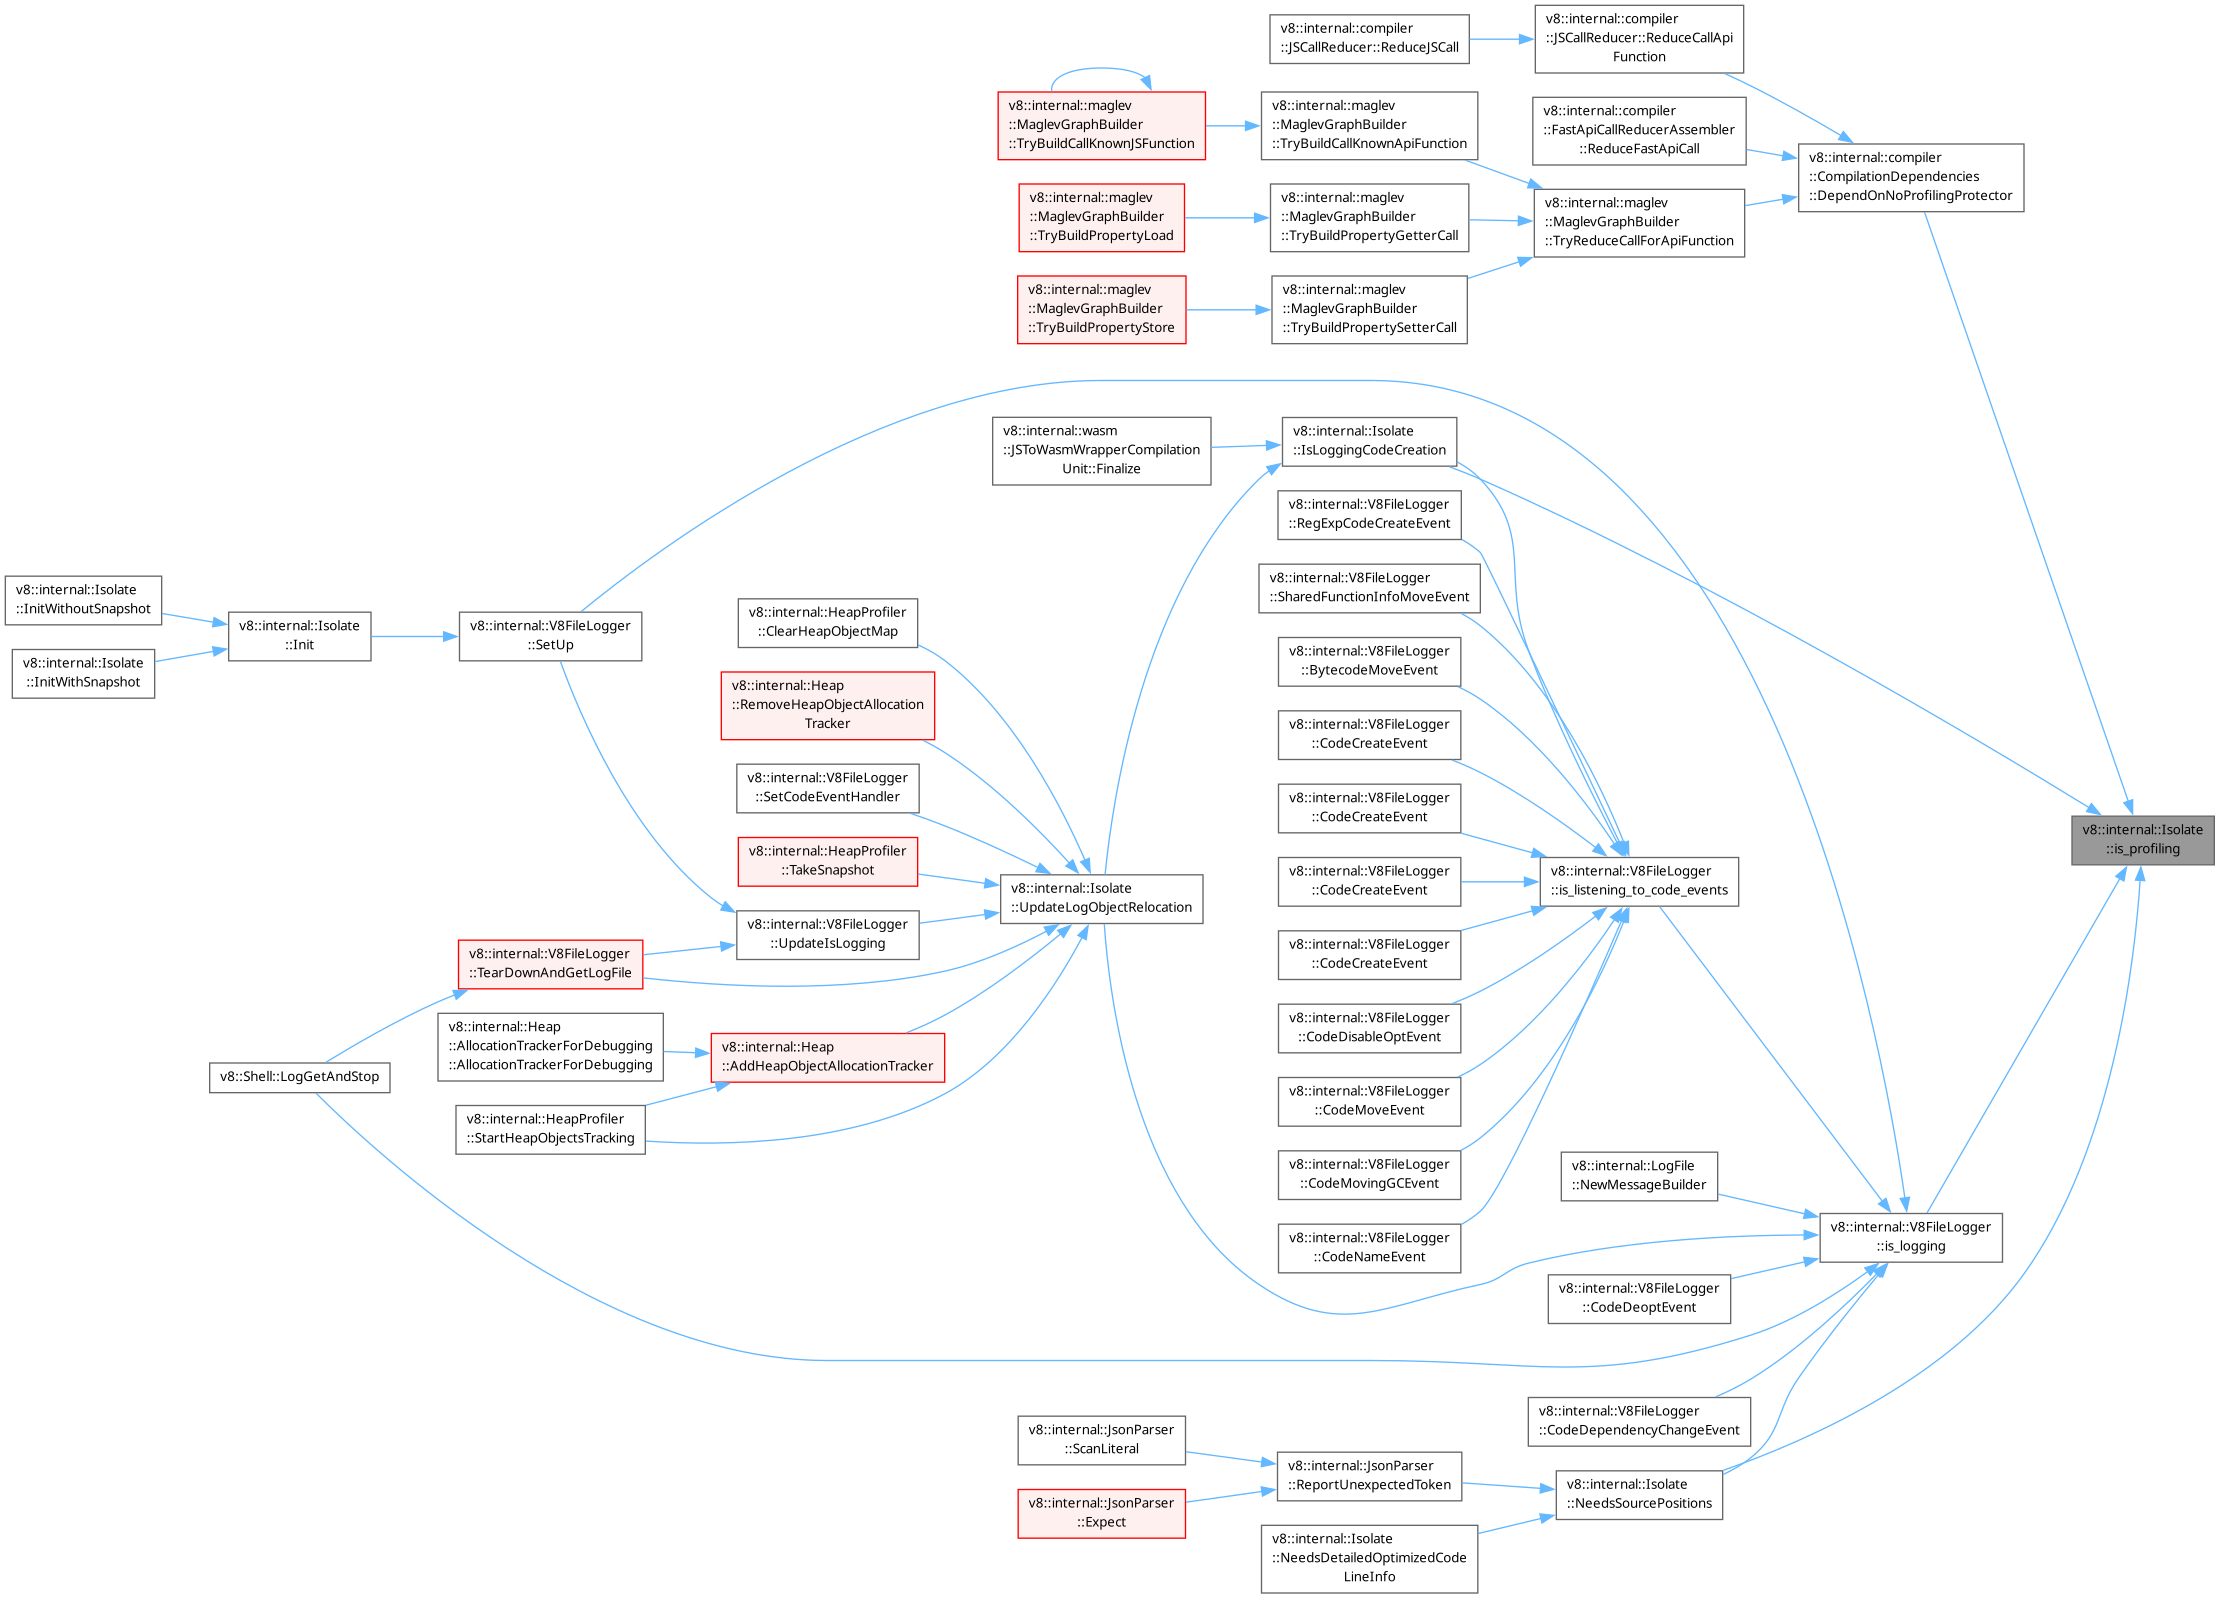 v8::internal::compiler
::JSCallReducer::ReduceJSCall
v8::internal::compiler
::JSCallReducer::ReduceCallApi
Function
v8::internal::maglev
::MaglevGraphBuilder
::TryBuildCallKnownJSFunction
v8::internal::maglev
::MaglevGraphBuilder
::TryBuildCallKnownApiFunction
v8::internal::compiler
::FastApiCallReducerAssembler
::ReduceFastApiCall
v8::internal::compiler
::CompilationDependencies
::DependOnNoProfilingProtector
v8::internal::maglev
::MaglevGraphBuilder
::TryBuildPropertyLoad
v8::internal::maglev
::MaglevGraphBuilder
::TryBuildPropertyGetterCall
v8::internal::maglev
::MaglevGraphBuilder
::TryReduceCallForApiFunction
v8::internal::maglev
::MaglevGraphBuilder
::TryBuildPropertyStore
v8::internal::maglev
::MaglevGraphBuilder
::TryBuildPropertySetterCall
v8::internal::wasm
::JSToWasmWrapperCompilation
Unit::Finalize
v8::internal::Isolate
::IsLoggingCodeCreation
v8::internal::V8FileLogger
::RegExpCodeCreateEvent
v8::internal::V8FileLogger
::SharedFunctionInfoMoveEvent
v8::internal::Isolate
::InitWithoutSnapshot
v8::internal::Isolate
::Init
v8::internal::V8FileLogger
::SetUp
v8::internal::HeapProfiler
::ClearHeapObjectMap
v8::internal::Isolate
::InitWithSnapshot
v8::internal::V8FileLogger
::BytecodeMoveEvent
v8::internal::Heap
::RemoveHeapObjectAllocation
Tracker
v8::internal::V8FileLogger
::CodeCreateEvent
v8::internal::V8FileLogger
::SetCodeEventHandler
v8::internal::V8FileLogger
::CodeCreateEvent
v8::internal::Isolate
::is_profiling
v8::internal::HeapProfiler
::TakeSnapshot
v8::internal::Isolate
::UpdateLogObjectRelocation
v8::internal::V8FileLogger
::CodeCreateEvent
v8::internal::V8FileLogger
::is_listening_to_code_events
v8::internal::V8FileLogger
::UpdateIsLogging
v8::internal::V8FileLogger
::CodeCreateEvent
v8::internal::V8FileLogger
::TearDownAndGetLogFile
v8::internal::V8FileLogger
::CodeDisableOptEvent
v8::internal::Heap
::AllocationTrackerForDebugging
::AllocationTrackerForDebugging
v8::internal::Heap
::AddHeapObjectAllocationTracker
v8::Shell::LogGetAndStop
v8::internal::V8FileLogger
::CodeMoveEvent
v8::internal::HeapProfiler
::StartHeapObjectsTracking
v8::internal::V8FileLogger
::CodeMovingGCEvent
v8::internal::LogFile
::NewMessageBuilder
v8::internal::V8FileLogger
::is_logging
v8::internal::V8FileLogger
::CodeNameEvent
v8::internal::V8FileLogger
::CodeDeoptEvent
v8::internal::V8FileLogger
::CodeDependencyChangeEvent
v8::internal::JsonParser
::ScanLiteral
v8::internal::JsonParser
::ReportUnexpectedToken
v8::internal::Isolate
::NeedsSourcePositions
v8::internal::JsonParser
::Expect
v8::internal::Isolate
::NeedsDetailedOptimizedCode
LineInfo